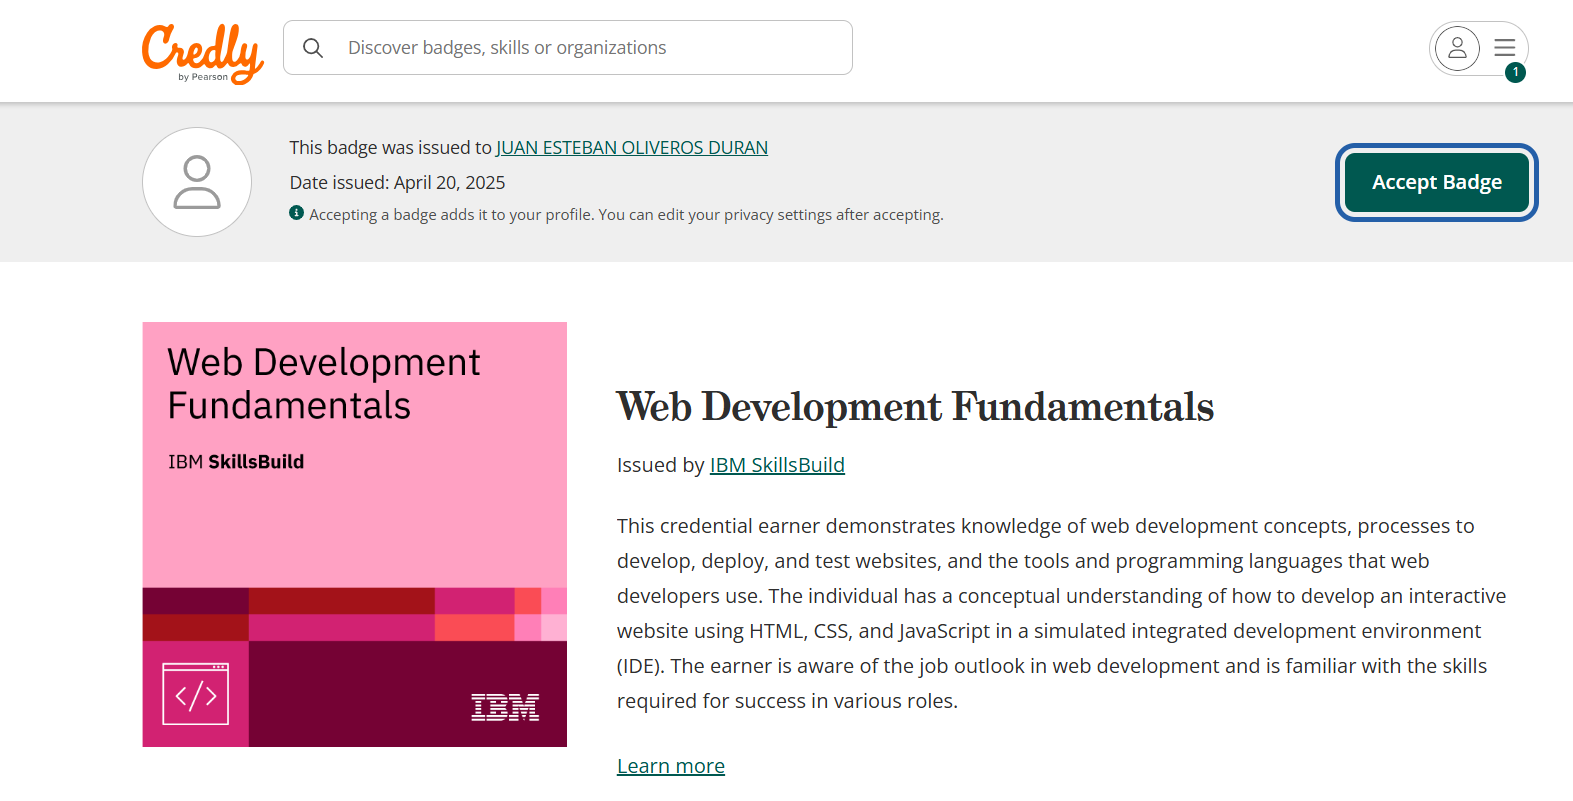 Credly
by Pearson
Discover badges, skills or organizations
1
This badge was issued to JUAN ESTEBAN OLIVEROS DURAN
Date issued: April 20, 2025
Accepting a badge adds it to your profile. You can edit your privacy settings after accepting.
Accept Badge
Web Development
Fundamentals
IBM SkillsBuild
</>
IBM
Web Development Fundamentals
Issued by IBM SkillsBuild
This credential earner demonstrates knowledge of web development concepts, processes to
develop, deploy, and test websites, and the tools and programming languages that web
developers use. The individual has a conceptual understanding of how to develop an interactive
website using HTML, CSS, and JavaScript in a simulated integrated development environment
(IDE). The earner is aware of the job outlook in web development and is familiar with the skills
required for success in various roles.
Learn more